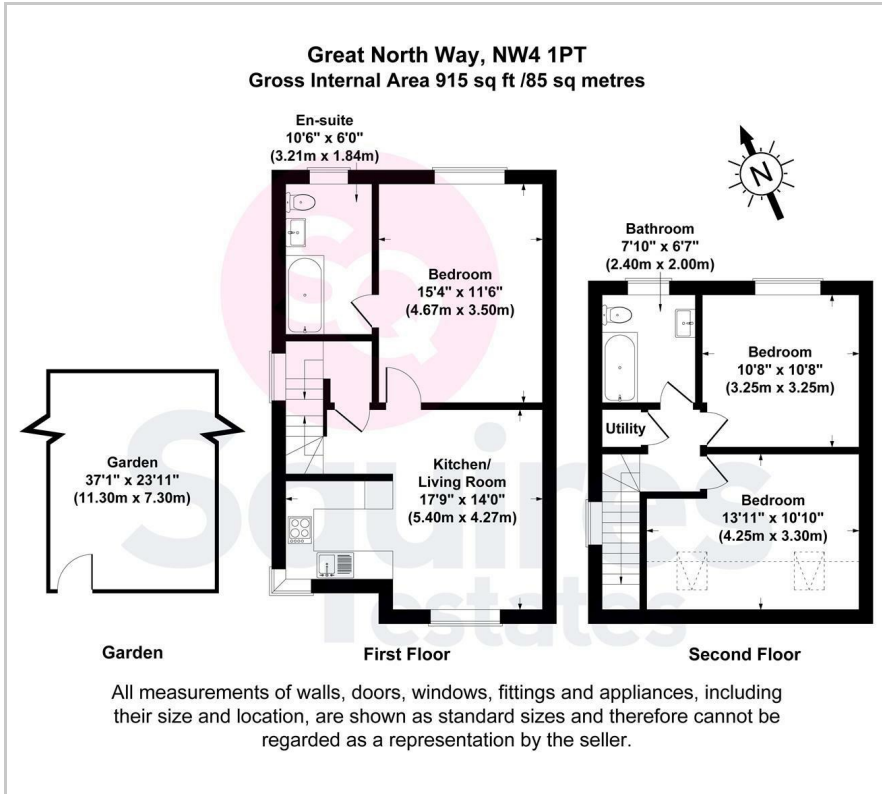 Great North Way, NW4 1PT
Gross Internal Area 915 sq ft /85 sq metres
En-suite
10'6" x 6'0"
(3.21m x 1.84m)
N
Bedroom
15'4" x 11'6"
(4.67m x 3.50m)
Bathroom
7'10" x 6'7"
(2.40m x 2.00m)
Bedroom
10'8" x 10'8"
(3.25m x 3.25m)
Utility
Garden
37'1" x 23'11"
(11.30m x 7.30m)
Kitchen/
Living Room
17'9" x 14'0"
(5.40m x 4.27m)
Bedroom
13'11" x 10'10"
(4.25m x 3.30m)
SQ
Squires
estates
Garden
First Floor
Second Floor
All measurements of walls, doors, windows, fittings and appliances, including
their size and location, are shown as standard sizes and therefore cannot be
regarded as a representation by the seller.